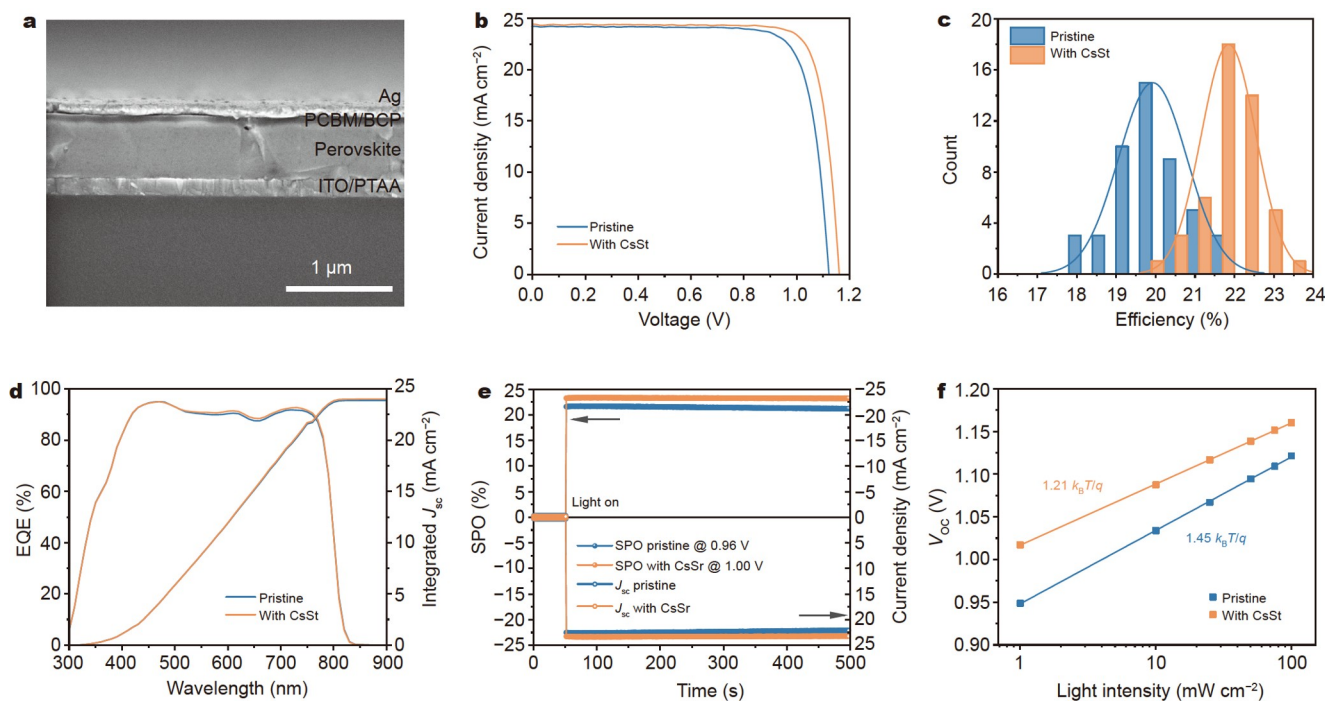 a
Ag
PCBM/BCP
Perovskite
ITO/PTAA
1 μm
b
Current density (mA cm⁻²)
25
20
15
10
5
0
Pristine
With CsSt
0.0 0.2 0.4 0.6 0.8 1.0 1.2
Voltage (V)
c
Count
20
16
12
8
4
0
Pristine
With CsSt
16 17 18 19 20 21 22 23 24
Efficiency (%)
d
EQE (%)
100
80
60
40
20
0
Pristine
With CsSt
25
20
15
10
5
0
Integrated Jsc (mA cm⁻²)
300 400 500 600 700 800 900
Wavelength (nm)
e
SPO (%)
25
20
15
10
5
0
−5
−10
−15
−20
−25
Light on
SPO pristine @ 0.96 V
SPO with CsSr @ 1.00 V
Jsc pristine
Jsc with CsSr
−25
−20
−15
−10
−5
0
5
10
15
20
25
Current density (mA cm⁻²)
0 100 200 300 400 500
Time (s)
f
VOC (V)
1.20
1.15
1.10
1.05
1.00
0.95
0.90
1.21 kBT/q
1.45 kBT/q
Pristine
With CsSt
1 10 100
Light intensity (mW cm⁻²)